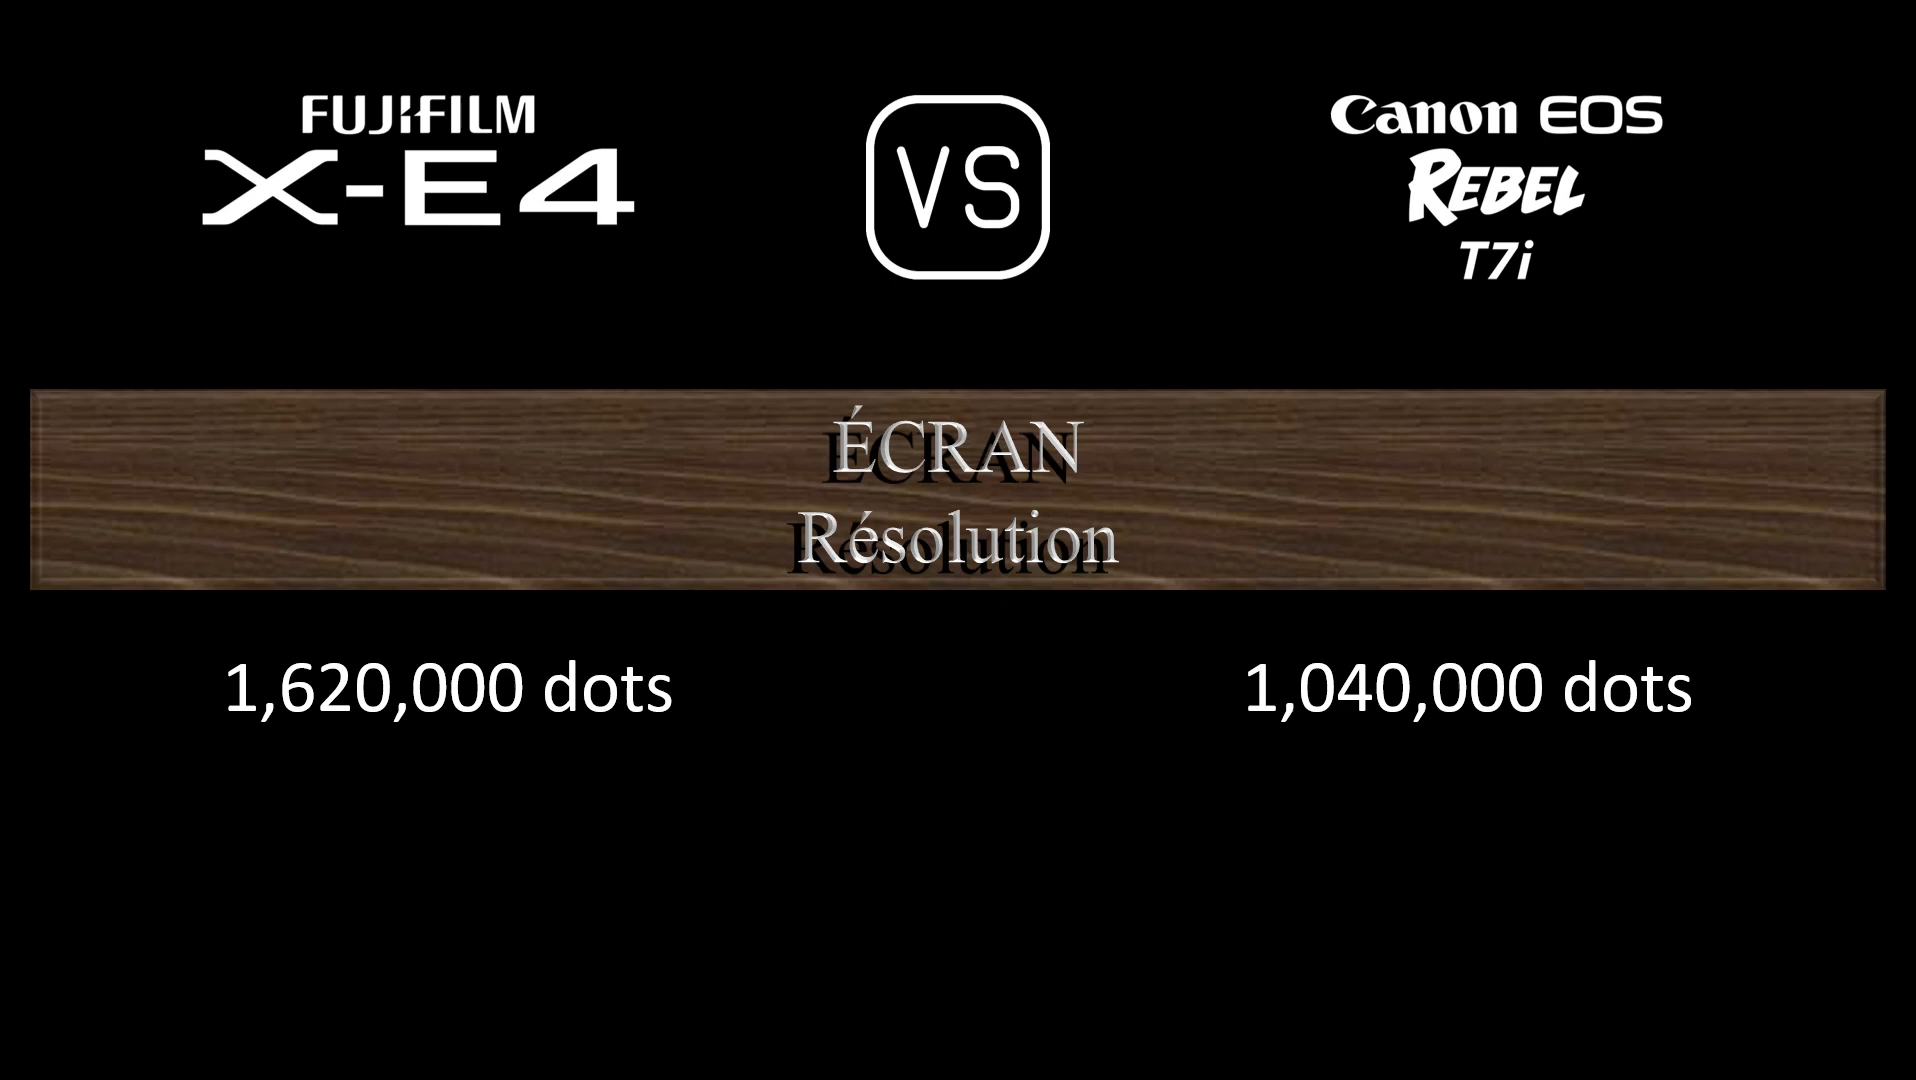 FUJIFILM
X-E4
VS
Canon EOS
REBEL
T7i
ÉCRAN
Résolution
1,620,000 dots
1,040,000 dots